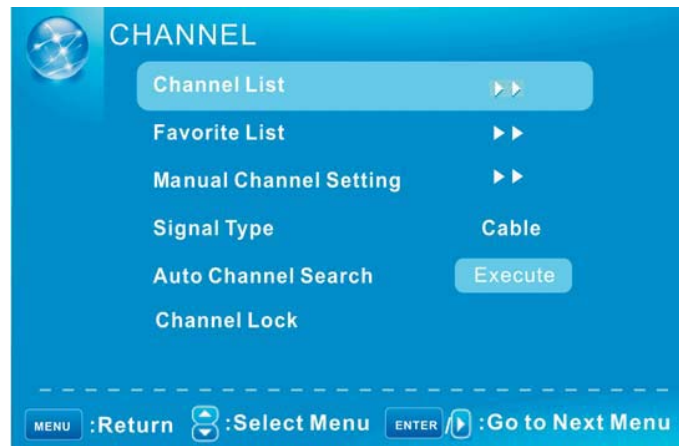 CHANNEL
Channel List
Favorite List
Manual Channel Setting
Signal Type Cable
Auto Channel Search Execute
Channel Lock
MENU :Return :Select Menu ENTER / :Go to Next Menu